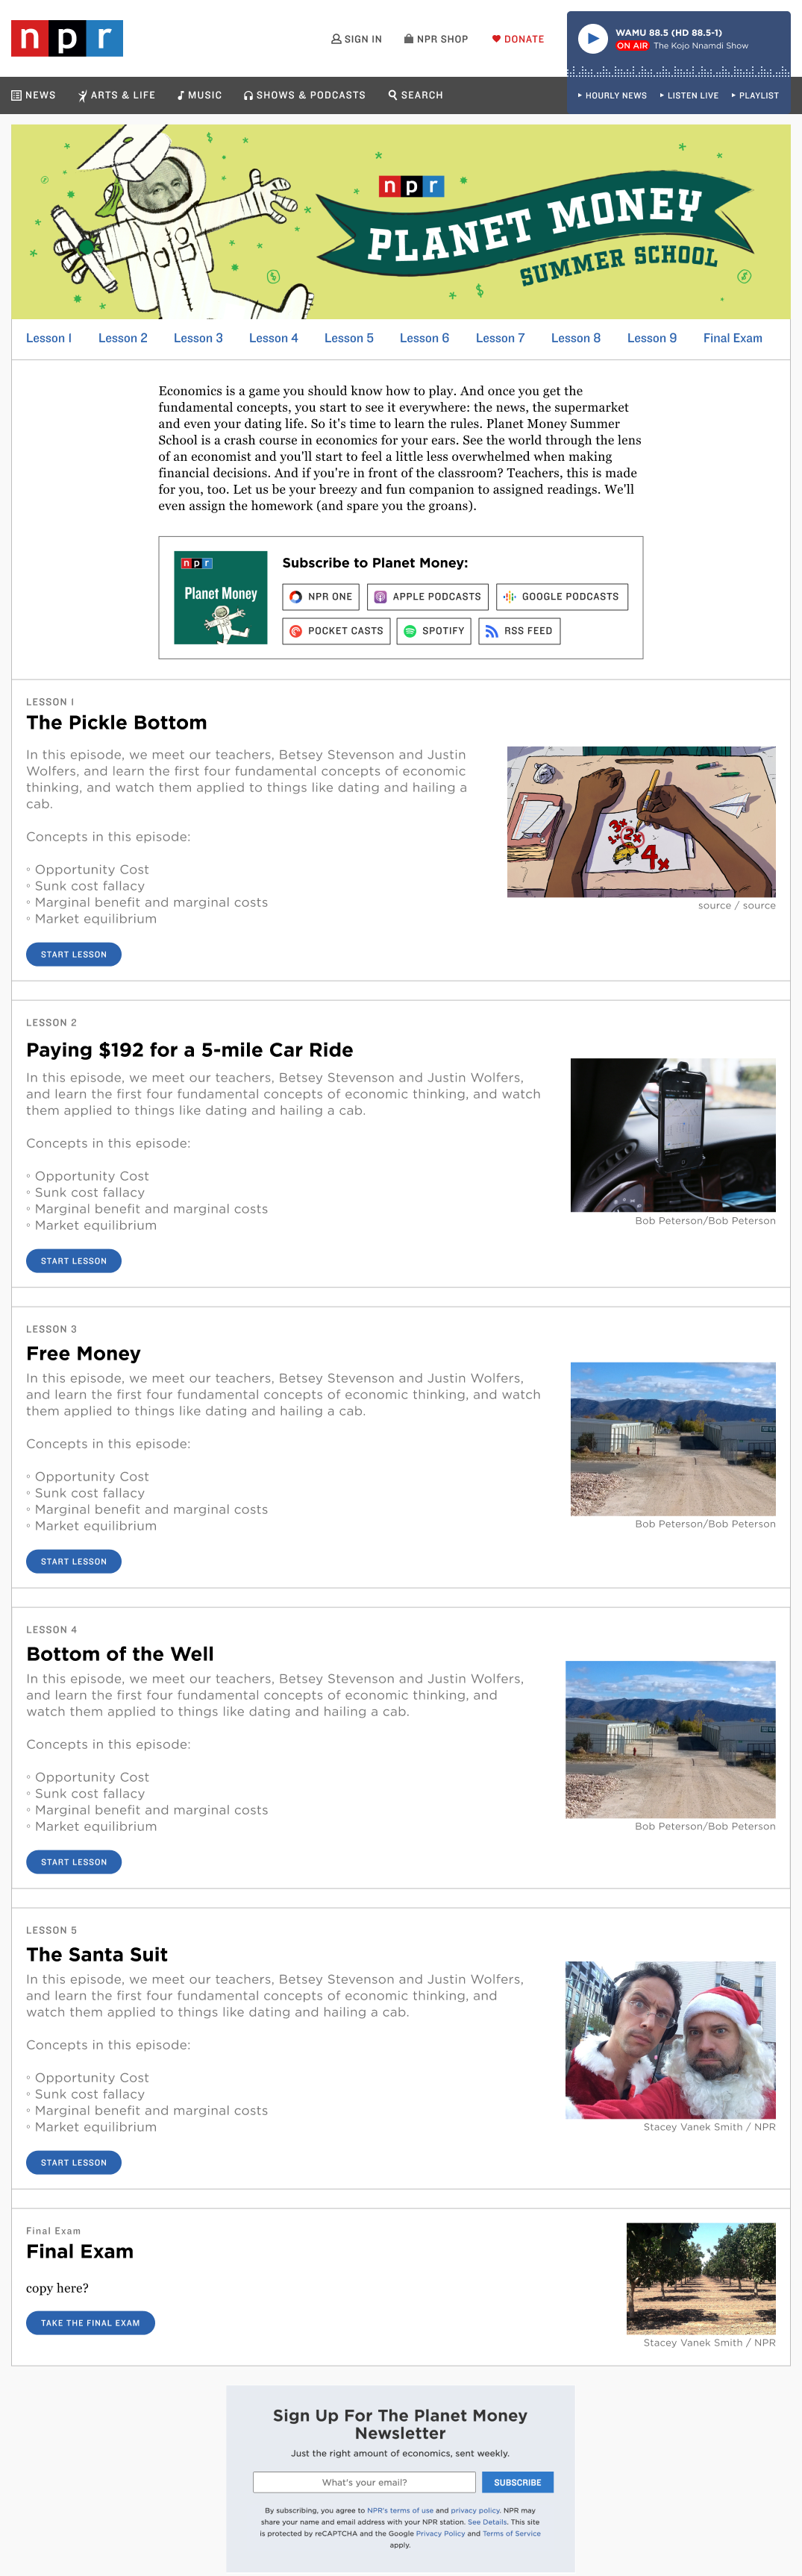 npr
SIGN IN
NPR SHOP
DONATE
WAMU 88.5 (HD 88.5-1)
ON AIR The Kojo Nnamdi Show
NEWS
ARTS & LIFE
MUSIC
SHOWS & PODCASTS
SEARCH
HOURLY NEWS
LISTEN LIVE
PLAYLIST
npr
PLANET MONEY
SUMMER SCHOOL
Lesson 1
Lesson 2
Lesson 3
Lesson 4
Lesson 5
Lesson 6
Lesson 7
Lesson 8
Lesson 9
Final Exam
Economics is a game you should know how to play. And once you get the
fundamental concepts, you start to see it everywhere: the news, the supermarket
and even your dating life. So it's time to learn the rules. Planet Money Summer
School is a crash course in economics for your ears. See the world through the lens
of an economist and you'll start to feel a little less overwhelmed when making
financial decisions. And if you're in front of the classroom? Teachers, this is made
for you, too. Let us be your breezy and fun companion to assigned readings. We'll
even assign the homework (and spare you the groans).
npr
Planet Money
Subscribe to Planet Money:
NPR ONE
APPLE PODCASTS
GOOGLE PODCASTS
POCKET CASTS
SPOTIFY
RSS FEED
LESSON 1
The Pickle Bottom
In this episode, we meet our teachers, Betsey Stevenson and Justin
Wolfers, and learn the first four fundamental concepts of economic
thinking, and watch them applied to things like dating and hailing a
cab.
Concepts in this episode:
◦ Opportunity Cost
◦ Sunk cost fallacy
◦ Marginal benefit and marginal costs
◦ Market equilibrium
F
3x
2x
4x
source / source
START LESSON
LESSON 2
Paying $192 for a 5-mile Car Ride
In this episode, we meet our teachers, Betsey Stevenson and Justin Wolfers,
and learn the first four fundamental concepts of economic thinking, and watch
them applied to things like dating and hailing a cab.
Concepts in this episode:
◦ Opportunity Cost
◦ Sunk cost fallacy
◦ Marginal benefit and marginal costs
◦ Market equilibrium
Bob Peterson/Bob Peterson
START LESSON
LESSON 3
Free Money
In this episode, we meet our teachers, Betsey Stevenson and Justin Wolfers,
and learn the first four fundamental concepts of economic thinking, and watch
them applied to things like dating and hailing a cab.
Concepts in this episode:
◦ Opportunity Cost
◦ Sunk cost fallacy
◦ Marginal benefit and marginal costs
◦ Market equilibrium
Bob Peterson/Bob Peterson
START LESSON
LESSON 4
Bottom of the Well
In this episode, we meet our teachers, Betsey Stevenson and Justin Wolfers,
and learn the first four fundamental concepts of economic thinking, and
watch them applied to things like dating and hailing a cab.
Concepts in this episode:
◦ Opportunity Cost
◦ Sunk cost fallacy
◦ Marginal benefit and marginal costs
◦ Market equilibrium
Bob Peterson/Bob Peterson
START LESSON
LESSON 5
The Santa Suit
In this episode, we meet our teachers, Betsey Stevenson and Justin Wolfers,
and learn the first four fundamental concepts of economic thinking, and
watch them applied to things like dating and hailing a cab.
Concepts in this episode:
◦ Opportunity Cost
◦ Sunk cost fallacy
◦ Marginal benefit and marginal costs
◦ Market equilibrium
Stacey Vanek Smith / NPR
START LESSON
Final Exam
Final Exam
copy here?
TAKE THE FINAL EXAM
Stacey Vanek Smith / NPR
Sign Up For The Planet Money
Newsletter
Just the right amount of economics, sent weekly.
What's your email?
SUBSCRIBE
By subscribing, you agree to NPR's terms of use and privacy policy. NPR may
share your name and email address with your NPR station. See Details. This site
is protected by reCAPTCHA and the Google Privacy Policy and Terms of Service
apply.